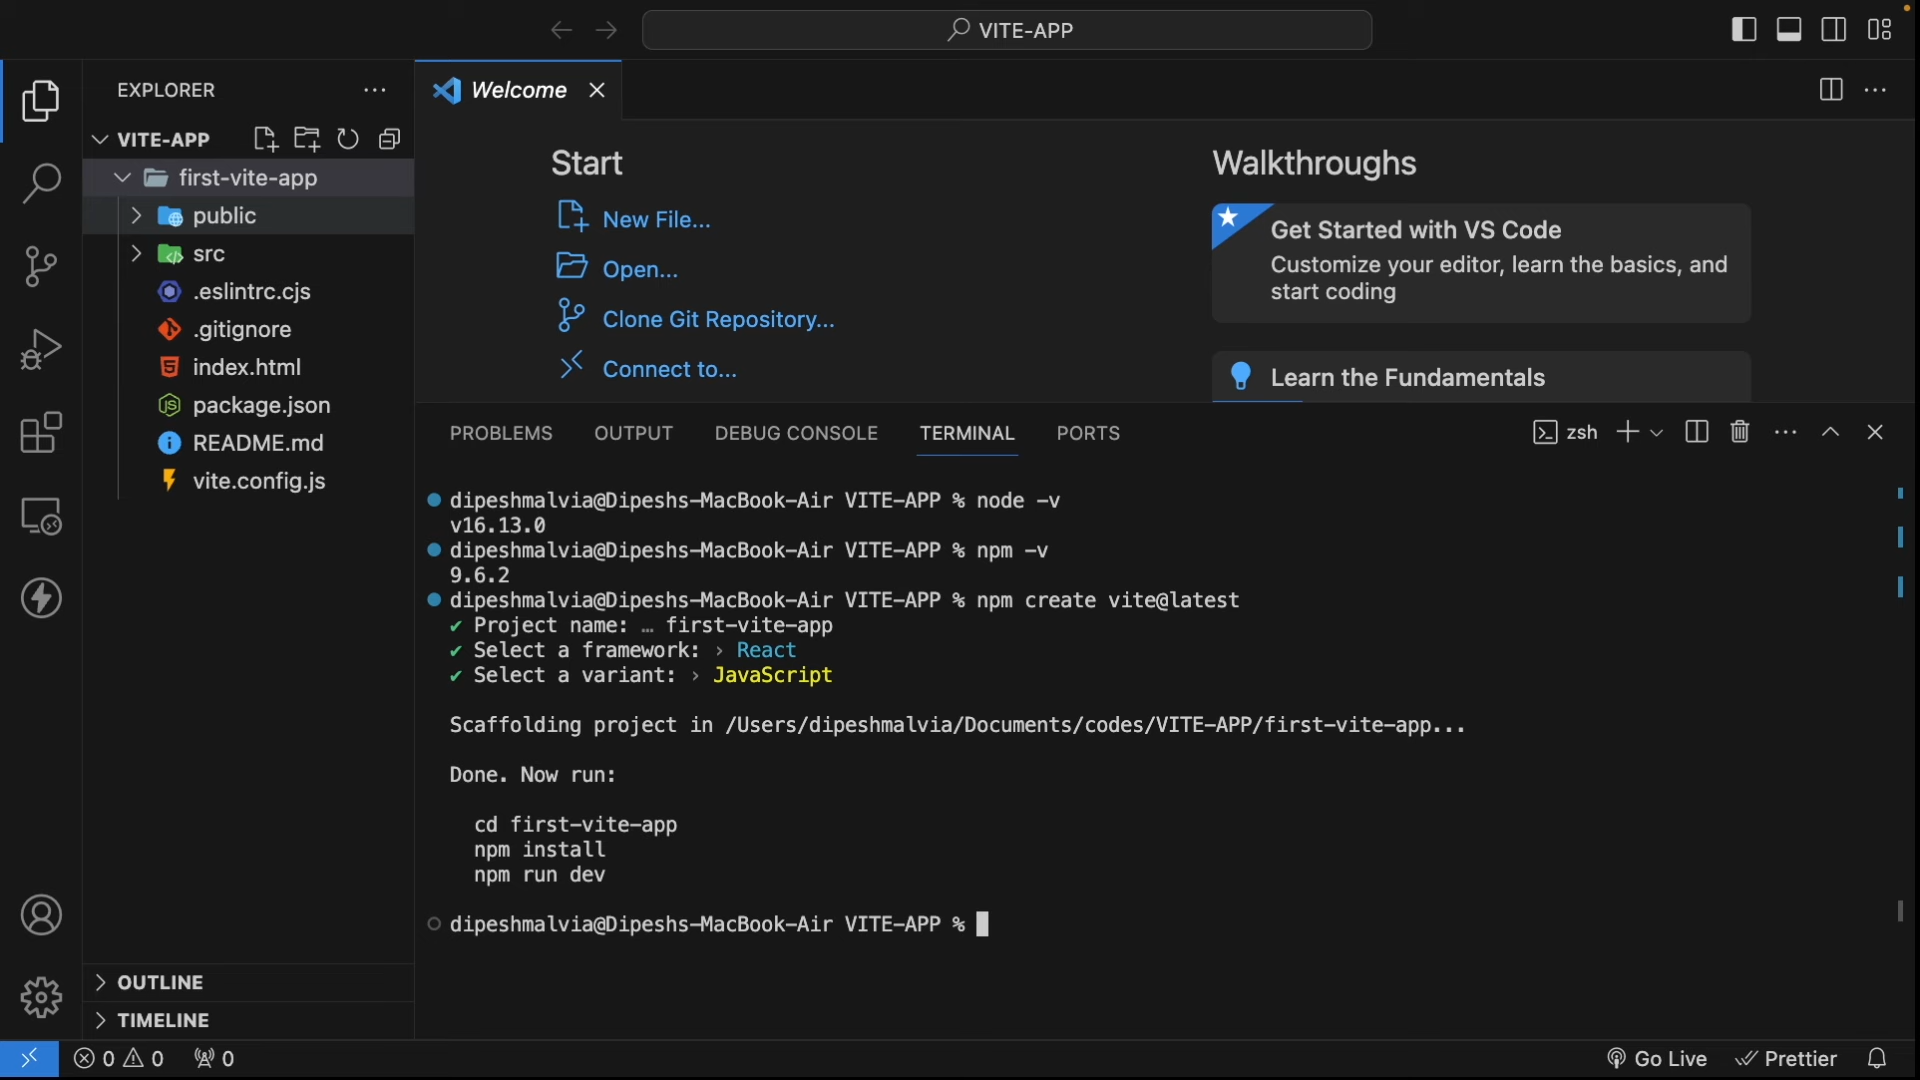 VITE-APP
EXPLORER
Welcome
VITE-APP
first-vite-app
public
src
.eslintrc.cjs
.gitignore
index.html
package.json
README.md
vite.config.js
OUTLINE
TIMELINE
Start
New File...
Open...
Clone Git Repository...
Connect to...
Walkthroughs
Get Started with VS Code
Customize your editor, learn the basics, and
start coding
Learn the Fundamentals
PROBLEMS OUTPUT DEBUG CONSOLE TERMINAL PORTS
zsh
dipeshmalvia@Dipeshs-MacBook-Air VITE-APP % node -v
v16.13.0
dipeshmalvia@Dipeshs-MacBook-Air VITE-APP % npm -v
9.6.2
dipeshmalvia@Dipeshs-MacBook-Air VITE-APP % npm create vite@latest
✔ Project name: … first-vite-app
✔ Select a framework: › React
✔ Select a variant: › JavaScript
Scaffolding project in /Users/dipeshmalvia/Documents/codes/VITE-APP/first-vite-app...
Done. Now run:
cd first-vite-app
npm install
npm run dev
dipeshmalvia@Dipeshs-MacBook-Air VITE-APP %
0 0 0
Go Live Prettier